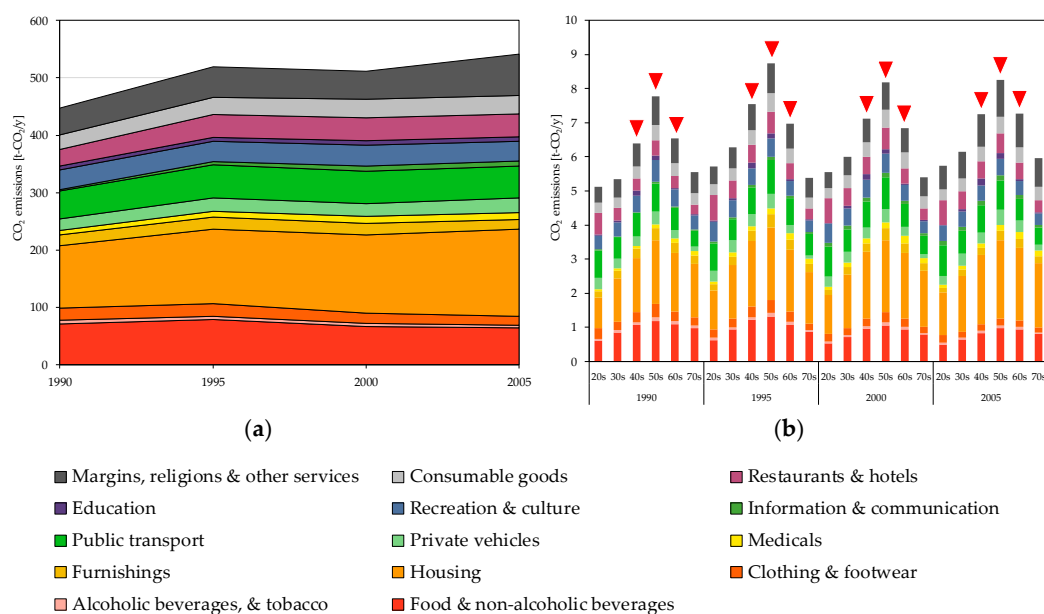 600
500
400
300
200
100
0
CO2 emissions [t-CO2/y]
1990 1995 2000 2005
(a)
10
9
8
7
6
5
4
3
2
1
0
CO2 emissions [t-CO2/y]
20s 30s 40s 50s 60s 70s 20s 30s 40s 50s 60s 70s 20s 30s 40s 50s 60s 70s 20s 30s 40s 50s 60s 70s
1990 1995 2000 2005
(b)
Margins, religions & other services Consumable goods Restaurants & hotels
Education Recreation & culture Information & communication
Public transport Private vehicles Medicals
Furnishings Housing Clothing & footwear
Alcoholic beverages, & tobacco Food & non-alcoholic beverages